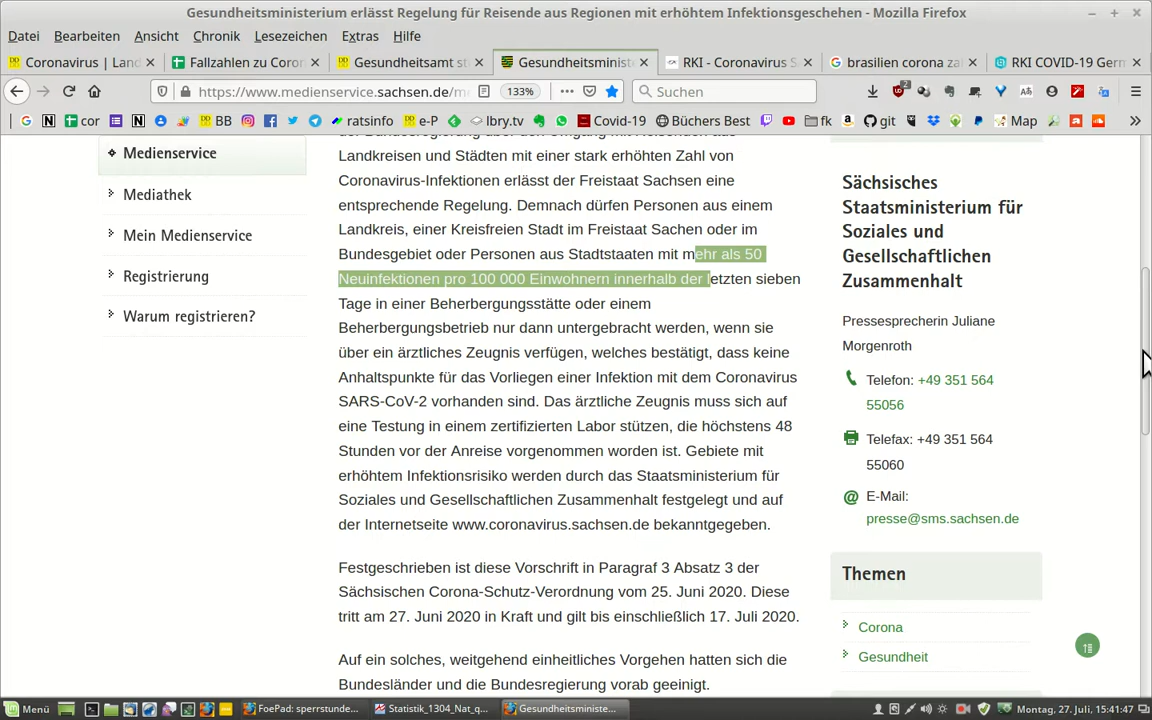 Gesundheitsministerium erlässt Regelung für Reisende aus Regionen mit erhöhtem Infektionsgeschehen - Mozilla Firefox
Datei Bearbeiten Ansicht Chronik Lesezeichen Extras Hilfe
Coronavirus | Land
Fallzahlen zu Coron
Gesundheitsamt st
Gesundheitsminist
RKI - Coronavirus S
brasilien corona za
RKI COVID-19 Ger
https://www.medienservice.sachsen.de/me
133%
Suchen
2
cor
BB
ratsinfo
e-P
lbry.tv
Covid-19
Büchers Best
fk
git
Map
Medienservice
Mediathek
Mein Medienservice
Registrierung
Warum registrieren?
Landkreisen und Städten mit einer stark erhöhten Zahl von
Coronavirus-Infektionen erlässt der Freistaat Sachsen eine
entsprechende Regelung. Demnach dürfen Personen aus einem
Landkreis, einer Kreisfreien Stadt im Freistaat Sachen oder im
Bundesgebiet oder Personen aus Stadtstaaten mit mehr als 50
Neuinfektionen pro 100 000 Einwohnern innerhalb der letzten sieben
Tage in einer Beherbergungsstätte oder einem
Beherbergungsbetrieb nur dann untergebracht werden, wenn sie
über ein ärztliches Zeugnis verfügen, welches bestätigt, dass keine
Anhaltspunkte für das Vorliegen einer Infektion mit dem Coronavirus
SARS-CoV-2 vorhanden sind. Das ärztliche Zeugnis muss sich auf
eine Testung in einem zertifizierten Labor stützen, die höchstens 48
Stunden vor der Anreise vorgenommen worden ist. Gebiete mit
erhöhtem Infektionsrisiko werden durch das Staatsministerium für
Soziales und Gesellschaftlichen Zusammenhalt festgelegt und auf
der Internetseite www.coronavirus.sachsen.de bekanntgegeben.
Festgeschrieben ist diese Vorschrift in Paragraf 3 Absatz 3 der
Sächsischen Corona-Schutz-Verordnung vom 25. Juni 2020. Diese
tritt am 27. Juni 2020 in Kraft und gilt bis einschließlich 17. Juli 2020.
Auf ein solches, weitgehend einheitliches Vorgehen hatten sich die
Bundesländer und die Bundesregierung vorab geeinigt.
Sächsisches
Staatsministerium für
Soziales und
Gesellschaftlichen
Zusammenhalt
Pressesprecherin Juliane
Morgenroth
Telefon: +49 351 564
55056
Telefax: +49 351 564
55060
E-Mail:
presse@sms.sachsen.de
Themen
Corona
Gesundheit
Menü
FoePad: sperrstunde...
Statistik_1304_Nat_q...
Gesundheitsministe...
Montag, 27. Juli, 15:41:47